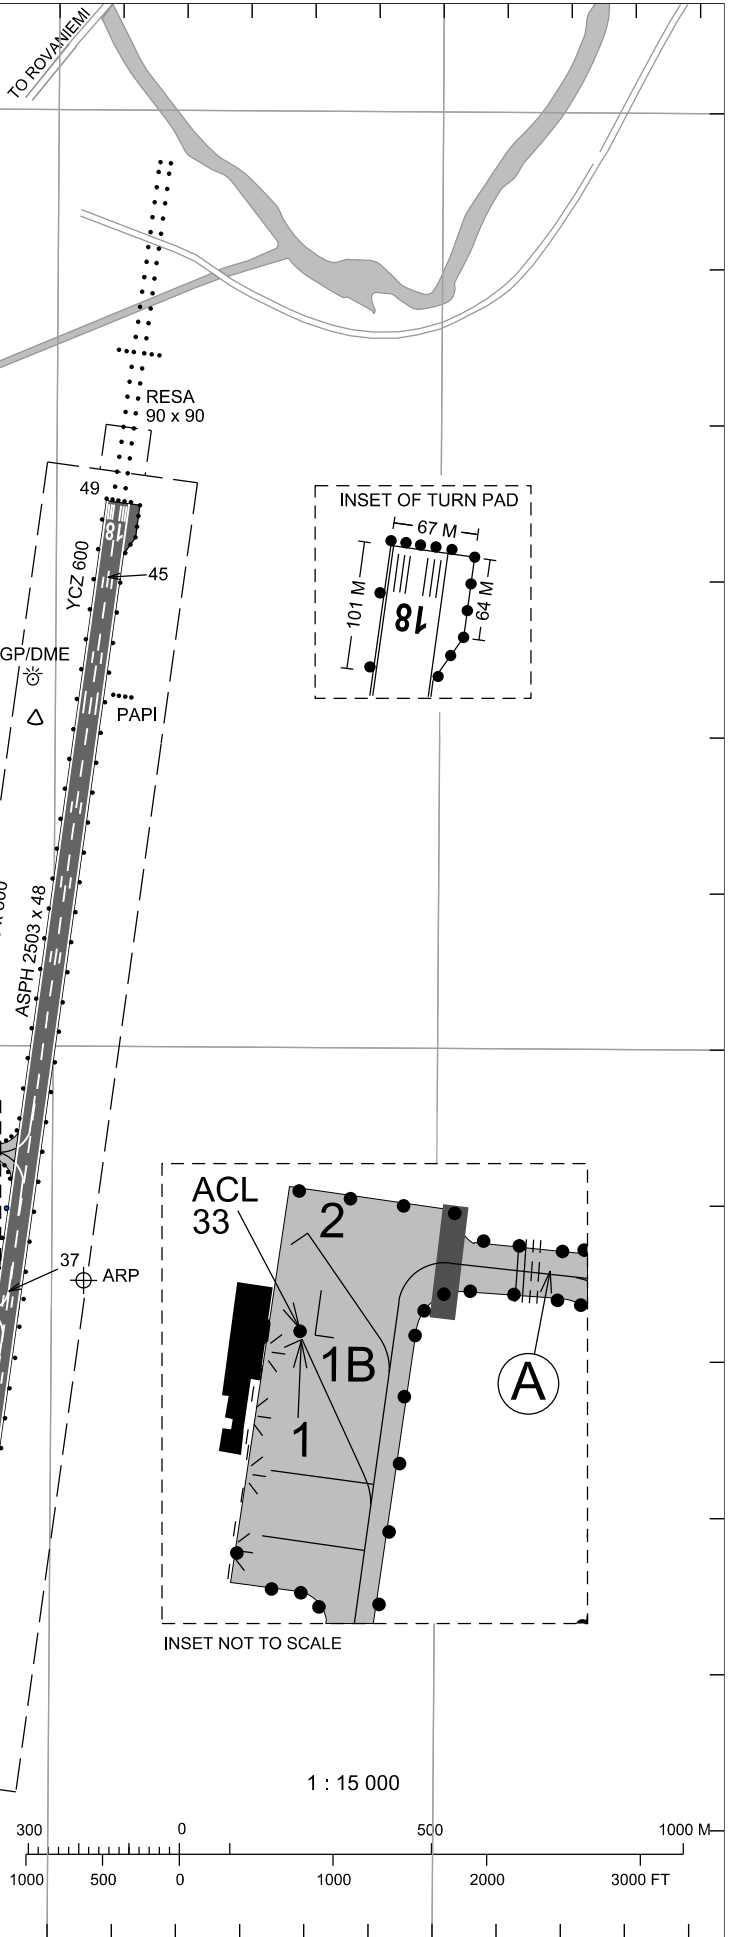 TO ROVANIEMI
RESA
90 x 90
49
18
YCZ 600
45
GP/DME
PAPI
INSET OF TURN PAD
67 M
101 M
64 M
18
ASPH 2503 x 48
37
ARP
ACL
33
2
1B
1
A
INSET NOT TO SCALE
1 : 15 000
300 0 500 1000 M
1000 500 0 1000 2000 3000 FT